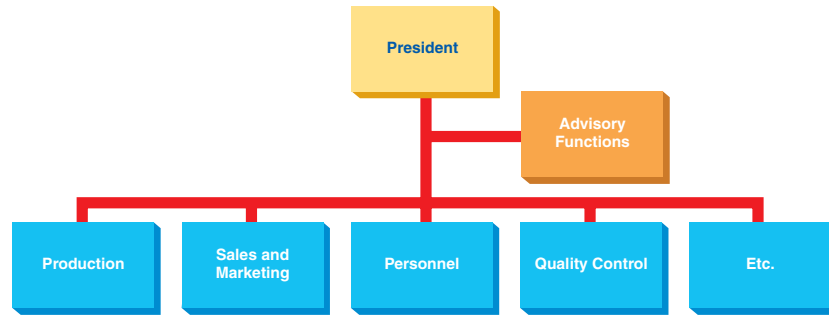 President
Advisory
Functions
Production
Sales and
Marketing
Personnel
Quality Control
Etc.